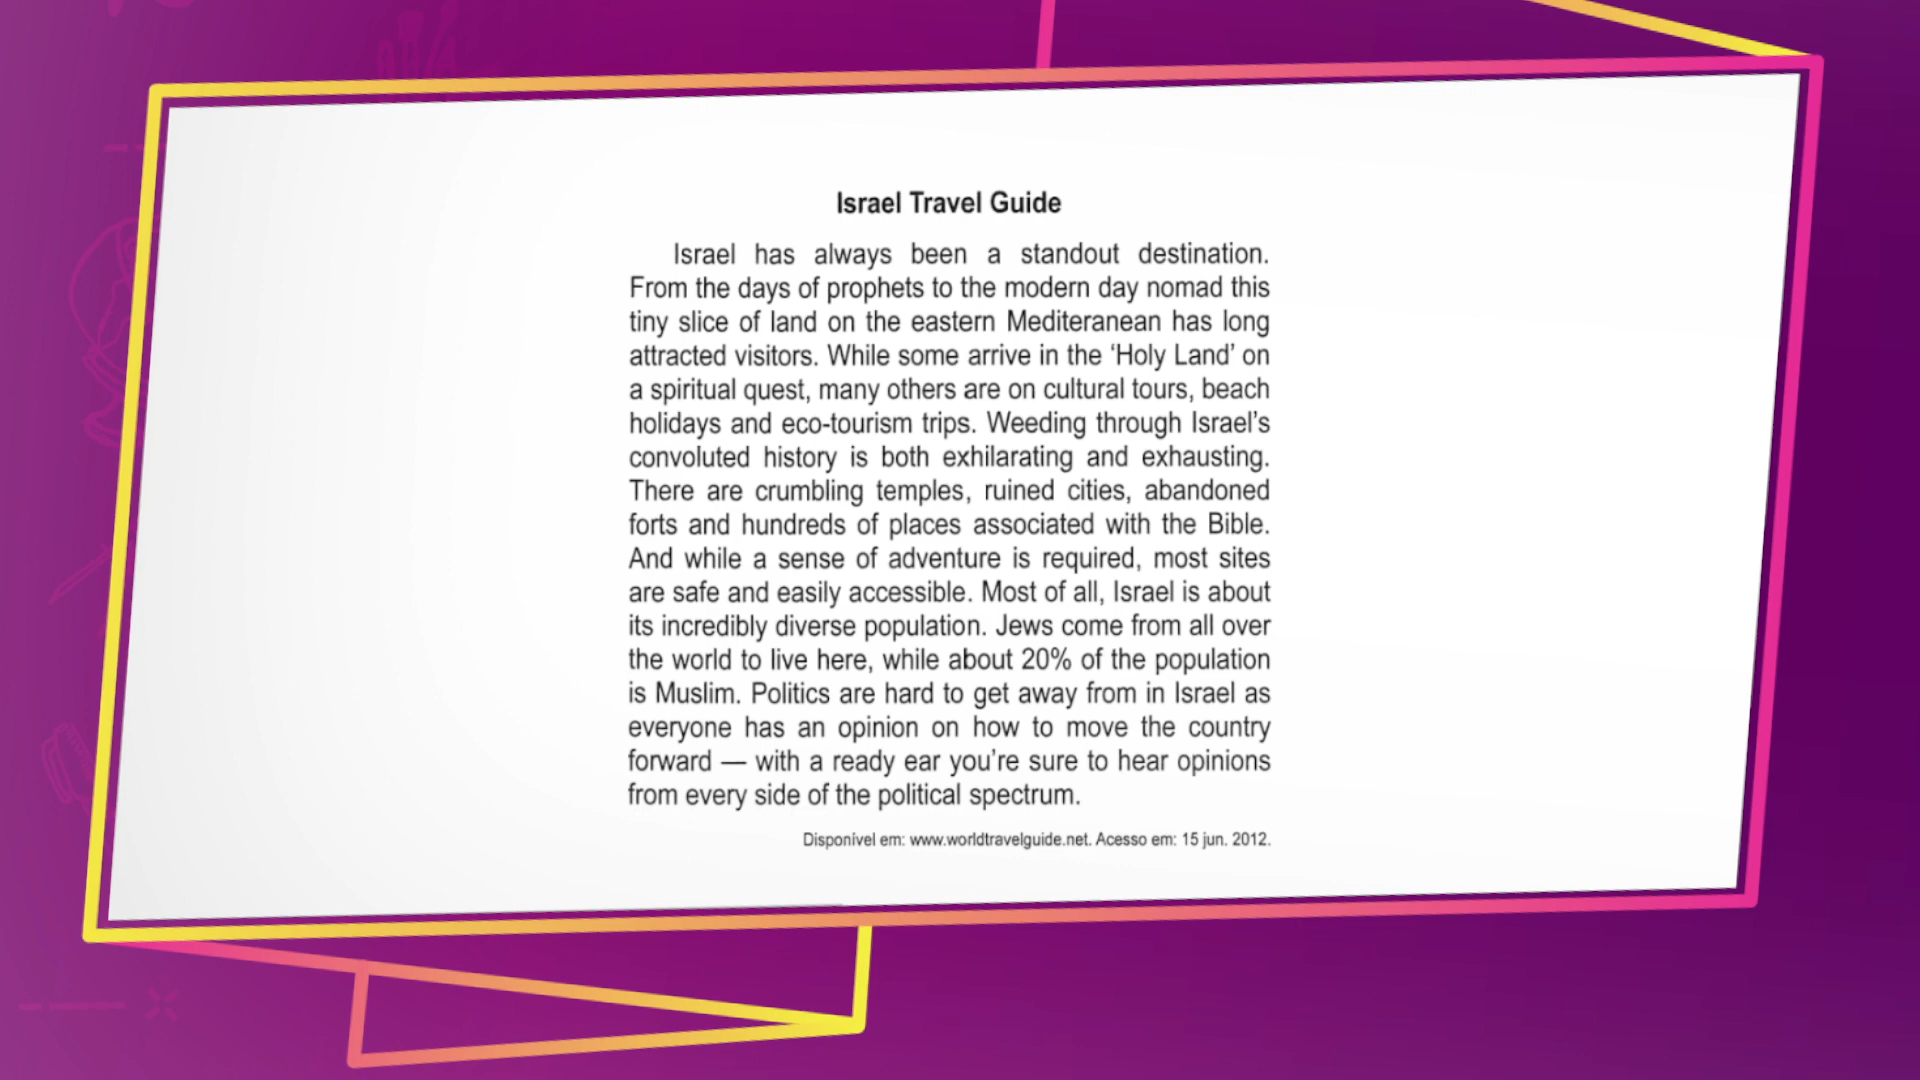 Israel Travel Guide
Israel has always been a standout destination.
From the days of prophets to the modern day nomad this
tiny slice of land on the eastern Mediteranean has long
attracted visitors. While some arrive in the ‘Holy Land’ on
a spiritual quest, many others are on cultural tours, beach
holidays and eco-tourism trips. Weeding through Israel’s
convoluted history is both exhilarating and exhausting.
There are crumbling temples, ruined cities, abandoned
forts and hundreds of places associated with the Bible.
And while a sense of adventure is required, most sites
are safe and easily accessible. Most of all, Israel is about
its incredibly diverse population. Jews come from all over
the world to live here, while about 20% of the population
is Muslim. Politics are hard to get away from in Israel as
everyone has an opinion on how to move the country
forward — with a ready ear you’re sure to hear opinions
from every side of the political spectrum.
Disponível em: www.worldtravelguide.net. Acesso em: 15 jun. 2012.